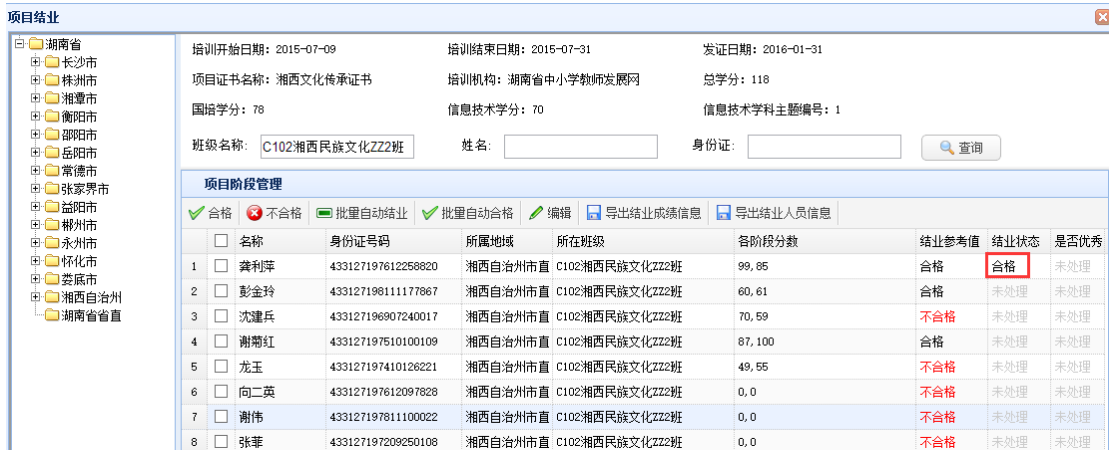 项目结业
湖南省
长沙市
株洲市
湘潭市
衡阳市
邵阳市
岳阳市
常德市
张家界市
益阳市
郴州市
永州市
怀化市
娄底市
湘西自治州
湖南省省直
培训开始日期: 2015-07-09 培训结束日期: 2015-07-31 发证日期: 2016-01-31
项目证书名称: 湘西文化传承证书 培训机构: 湖南省中小学教师发展网 总学分: 118
国培学分: 78 信息技术学分: 70 信息技术学科主题编号: 1
班级名称: C102湘西民族文化ZZ2班 姓名: 身份证: 查询
项目阶段管理
合格 不合格 批里自动结业 批里自动合格 编辑 导出结业成绩信息 导出结业人员信息
名称 身份证号码 所属地域 所在班级 各阶段分数 结业参考值 结业状态 是否优秀
1 龚利萍 433127197612258820 湘西自治州市直 C102湘西民族文化ZZ2班 99,85 合格 合格 未处理
2 彭金玲 433127198111177867 湘西自治州市直 C102湘西民族文化ZZ2班 60,61 合格 未处理 未处理
3 沈建兵 433127196907240017 湘西自治州市直 C102湘西民族文化ZZ2班 70,59 不合格 未处理 未处理
4 谢菊红 433127197510100109 湘西自治州市直 C102湘西民族文化ZZ2班 87,100 合格 未处理 未处理
5 龙玉 433127197410126221 湘西自治州市直 C102湘西民族文化ZZ2班 49,55 不合格 未处理 未处理
6 向二英 433127197612097828 湘西自治州市直 C102湘西民族文化ZZ2班 0,0 不合格 未处理 未处理
7 谢伟 433127197811100022 湘西自治州市直 C102湘西民族文化ZZ2班 0,0 不合格 未处理 未处理
8 张菲 433127197209250108 湘西自治州市直 C102湘西民族文化ZZ2班 0,0 不合格 未处理 未处理